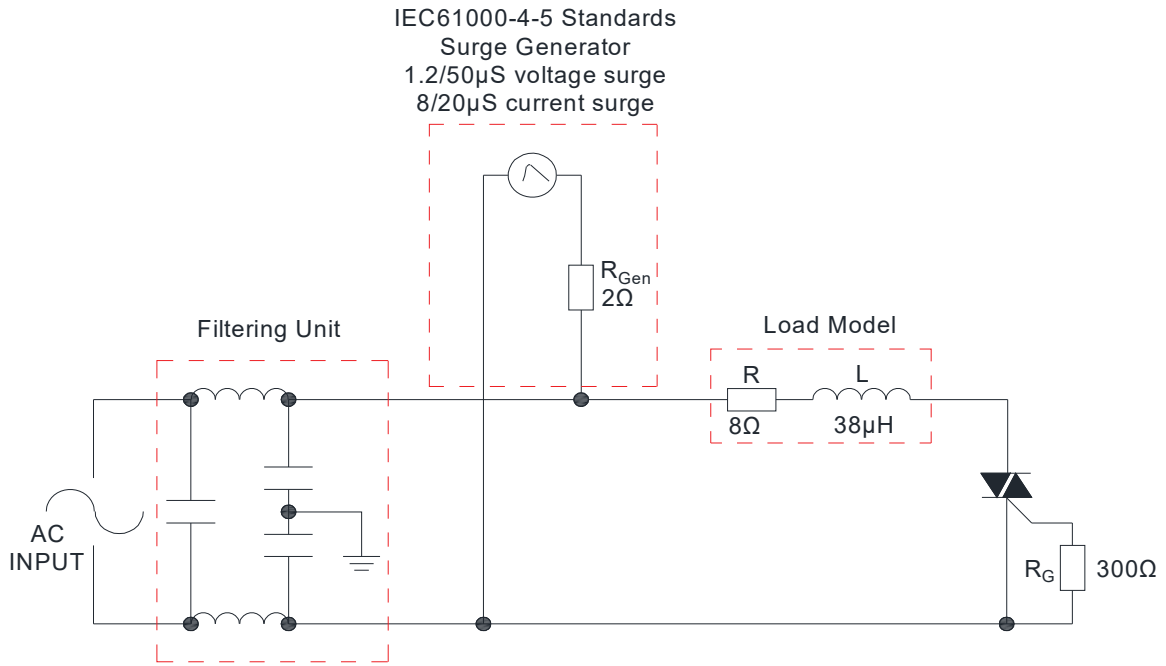 IEC61000-4-5 Standards
Surge Generator
1.2/50µS voltage surge
8/20µS current surge
RGen
2Ω
Filtering Unit
Load Model
R
L
8Ω
38µH
AC
INPUT
RG
300Ω